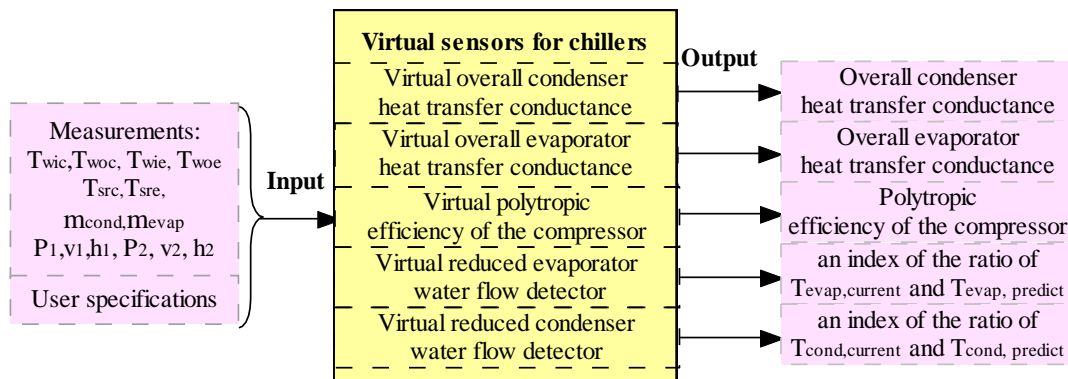 Measurements:
Twic,Twoc, Twie, Twoe
Tsrc,Tsre,
mcond,mevap
P1,v1,h1, P2, v2, h2
User specifications
Input
Virtual sensors for chillers
Virtual overall condenser
heat transfer conductance
Virtual overall evaporator
heat transfer conductance
Virtual polytropic
efficiency of the compressor
Virtual reduced evaporator
water flow detector
Virtual reduced condenser
water flow detector
Output
Overall condenser
heat transfer conductance
Overall evaporator
heat transfer conductance
Polytropic
efficiency of the compressor
an index of the ratio of
Tevap,current and Tevap, predict
an index of the ratio of
Tcond,current and Tcond, predict